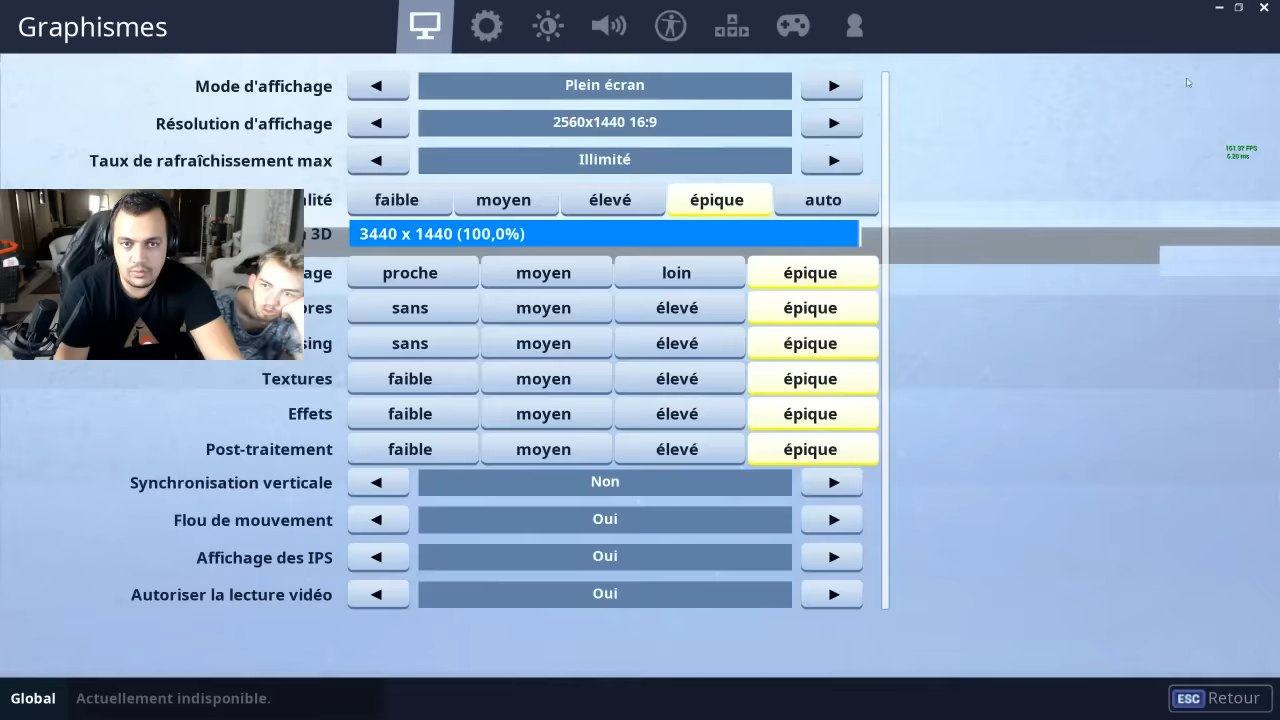 Graphismes
Mode d'affichage ◀ Plein écran ▶
Résolution d'affichage ◀ 2560x1440 16:9 ▶
Taux de rafraîchissement max ◀ Illimité ▶
alité faible moyen élevé épique auto
3D 3440 x 1440 (100,0%)
age proche moyen loin épique
ores sans moyen élevé épique
sing sans moyen élevé épique
Textures faible moyen élevé épique
Effets faible moyen élevé épique
Post-traitement faible moyen élevé épique
Synchronisation verticale ◀ Non ▶
Flou de mouvement ◀ Oui ▶
Affichage des IPS ◀ Oui ▶
Autoriser la lecture vidéo ◀ Oui ▶
Global Actuellement indisponible. ESC Retour